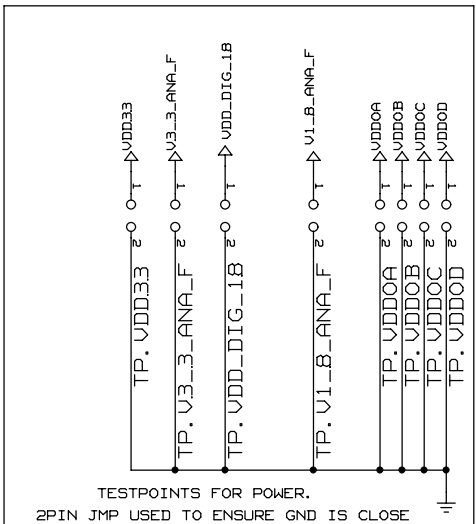 VDD33
V3_3_ANA_F
VDD_DIG_18
V1_8_ANA_F
VDDOA
VDDOB
VDDOC
VDDOD
1
1
1
1
1
1
1
1
2
2
2
2
2
2
2
2
TP. VDD33
TP. V3_3_ANA_F
TP. VDD_DIG_18
TP. V1_8_ANA_F
TP. VDDOA
TP. VDDOB
TP. VDDOC
TP. VDDOD
TESTPOINTS FOR POWER.
2PIN JMP USED TO ENSURE GND IS CLOSE